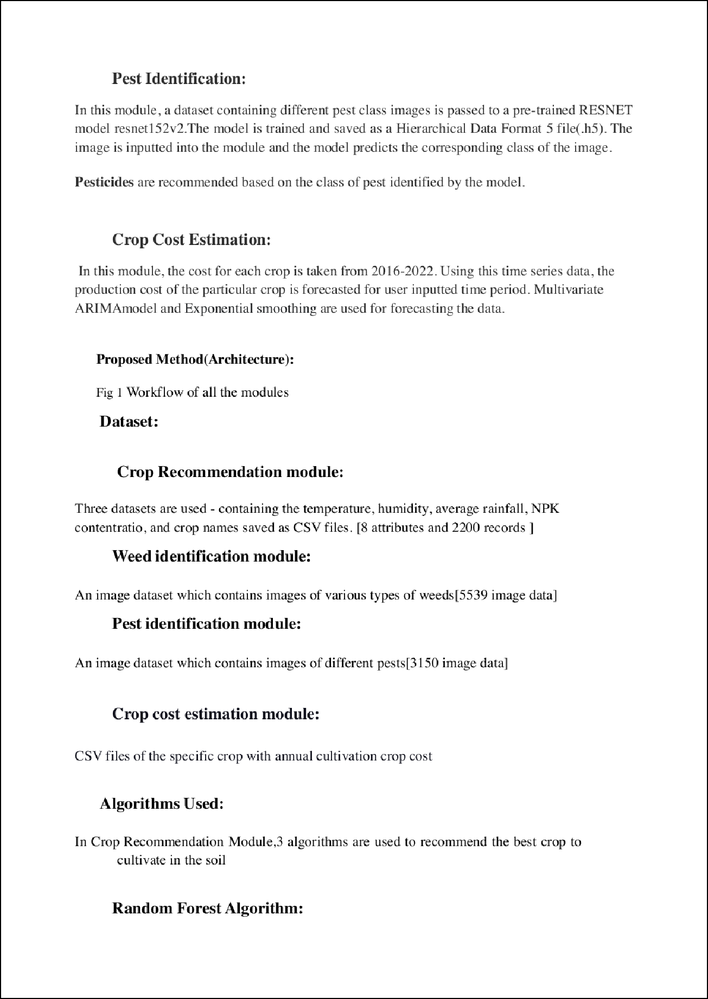 Pest Identification:
In this module, a dataset containing different pest class images is passed to a pre-trained RESNET
model resnet152v2.The model is trained and saved as a Hierarchical Data Format 5 file(.h5). The
image is inputted into the module and the model predicts the corresponding class of the image.
Pesticides are recommended based on the class of pest identified by the model.
Crop Cost Estimation:
In this module, the cost for each crop is taken from 2016-2022. Using this time series data, the
production cost of the particular crop is forecasted for user inputted time period. Multivariate
ARIMAmodel and Exponential smoothing are used for forecasting the data.
Proposed Method(Architecture):
Fig 1 Workflow of all the modules
Dataset:
Crop Recommendation module:
Three datasets are used - containing the temperature, humidity, average rainfall, NPK
contentratio, and crop names saved as CSV files. [8 attributes and 2200 records ]
Weed identification module:
An image dataset which contains images of various types of weeds[5539 image data]
Pest identification module:
An image dataset which contains images of different pests[3150 image data]
Crop cost estimation module:
CSV files of the specific crop with annual cultivation crop cost
Algorithms Used:
In Crop Recommendation Module,3 algorithms are used to recommend the best crop to
cultivate in the soil
Random Forest Algorithm: